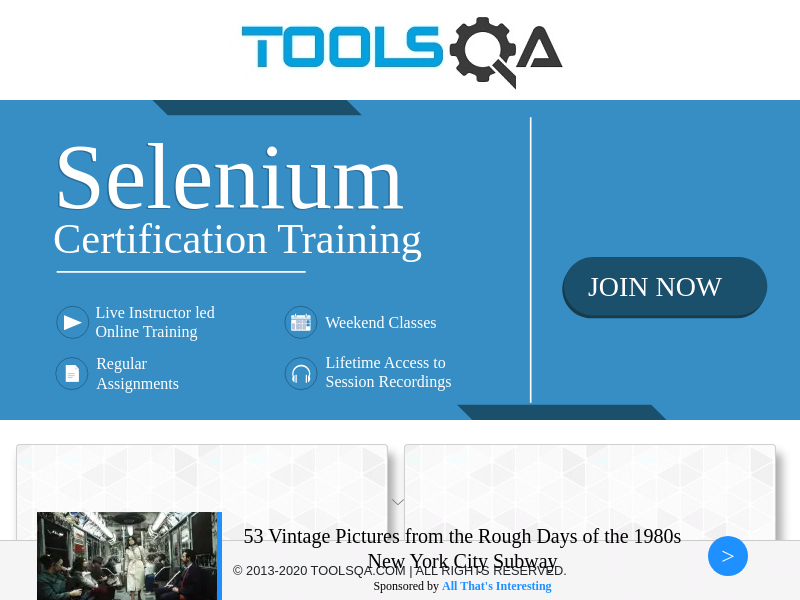 TOOLSQA
Selenium
Certification Training
JOIN NOW
Live Instructor led
Online Training
Weekend Classes
Regular
Assignments
Lifetime Access to
Session Recordings
53 Vintage Pictures from the Rough Days of the 1980s
New York City Subway
© 2013-2020 TOOLSQA.COM | ALL RIGHTS RESERVED.
Sponsored by All That's Interesting
>